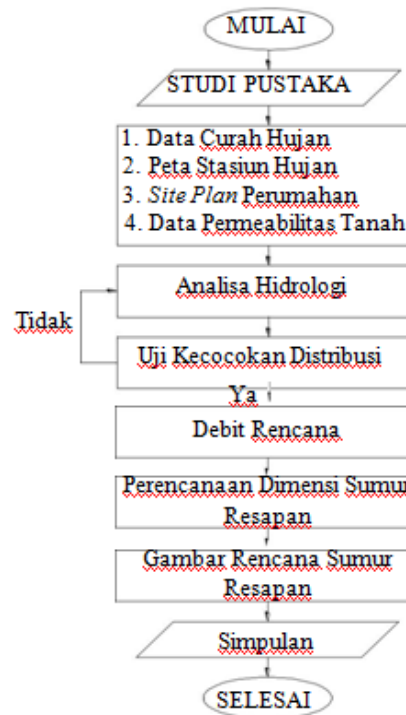 MULAI
STUDI PUSTAKA
1. Data Curah Hujan
2. Peta Stasiun Hujan
3. Site Plan Perumahan
4. Data Permeabilitas Tanah
Analisa Hidrologi
Tidak
Uji Kecocokan Distribusi
Ya
Debit Rencana
Perencanaan Dimensi Sumur
Resapan
Gambar Rencana Sumur
Resapan
Simpulan
SELESAI